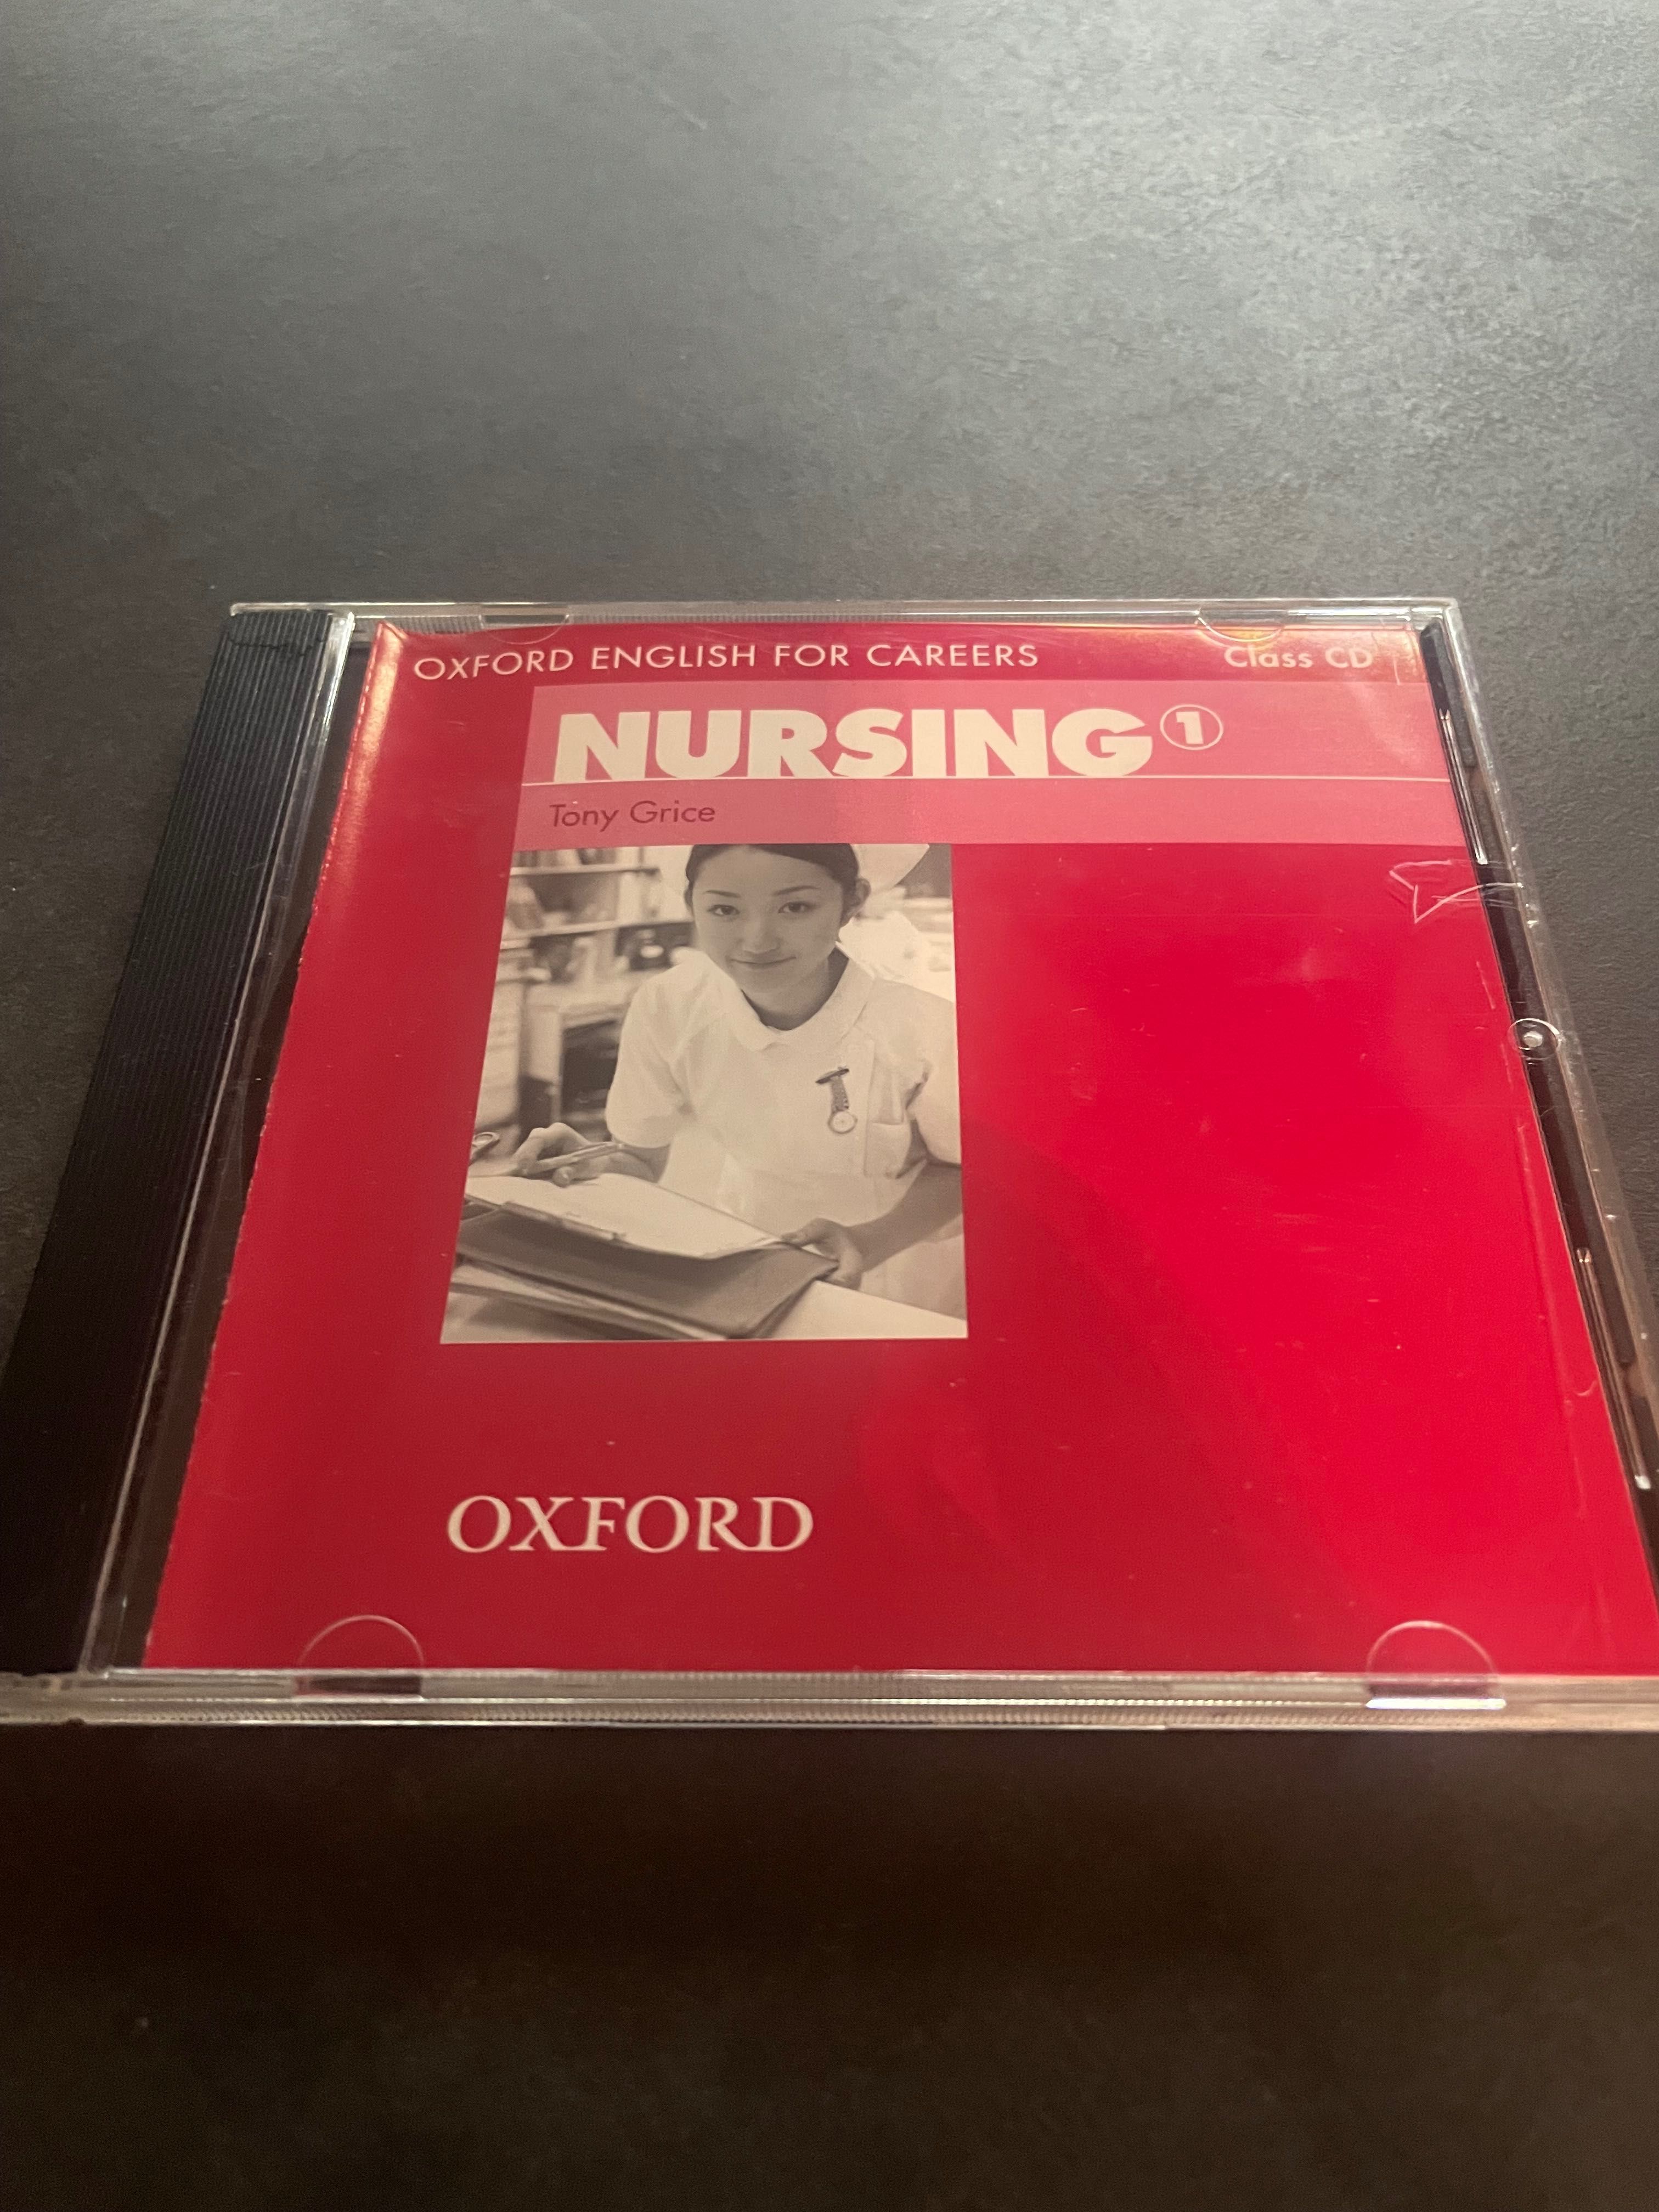 OXFORD ENGLISH FOR CAREERS
Class CD
NURSING 1
Tony Grice
OXFORD